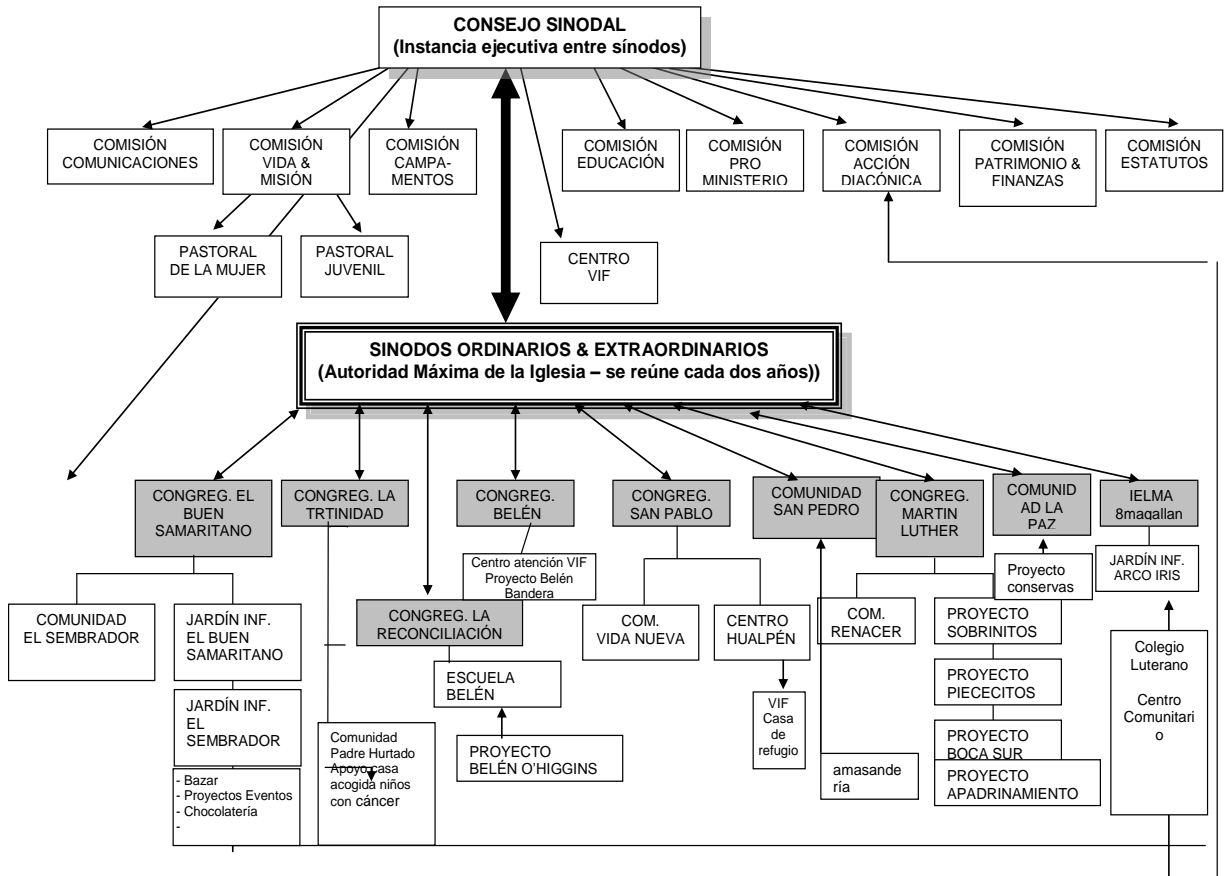 CONSEJO SINODAL
(Instancia ejecutiva entre sínodos)
COMISIÓN
COMUNICACIONES
COMISIÓN
VIDA &
MISIÓN
COMISIÓN
CAMPA-
MENTOS
COMISIÓN
EDUCACIÓN
COMISIÓN
PRO
MINISTERIO
COMISIÓN
ACCIÓN
DIACÓNICA
COMISIÓN
PATRIMONIO &
FINANZAS
COMISIÓN
ESTATUTOS
PASTORAL
DE LA MUJER
PASTORAL
JUVENIL
CENTRO
VIF
SINODOS ORDINARIOS & EXTRAORDINARIOS
(Autoridad Máxima de la Iglesia – se reúne cada dos años))
CONGREG. EL
BUEN
SAMARITANO
CONGREG. LA
TRTINIDAD
CONGREG.
BELÉN
CONGREG.
SAN PABLO
COMUNIDAD
SAN PEDRO
CONGREG.
MARTIN
LUTHER
COMUNID
AD LA
PAZ
IELMA
8magallan
Centro atención VIF
Proyecto Belén
Bandera
Proyecto
conservas
JARDÍN INF.
ARCO IRIS
COMUNIDAD
EL SEMBRADOR
JARDÍN INF.
EL BUEN
SAMARITANO
CONGREG. LA
RECONCILIACIÓN
COM.
VIDA NUEVA
CENTRO
HUALPÉN
COM.
RENACER
PROYECTO
SOBRINITOS
Colegio
Luterano
Centro
Comunitari
o
ESCUELA
BELÉN
PROYECTO
PIECECITOS
JARDÍN INF.
EL
SEMBRADOR
VIF
Casa
de
refugio
PROYECTO
BOCA SUR
Comunidad
Padre Hurtado
Apoyo casa
acogida niños
con cáncer
PROYECTO
BELÉN O'HIGGINS
amasande
ría
PROYECTO
APADRINAMIENTO
- Bazar
- Proyectos Eventos
- Chocolatería
-